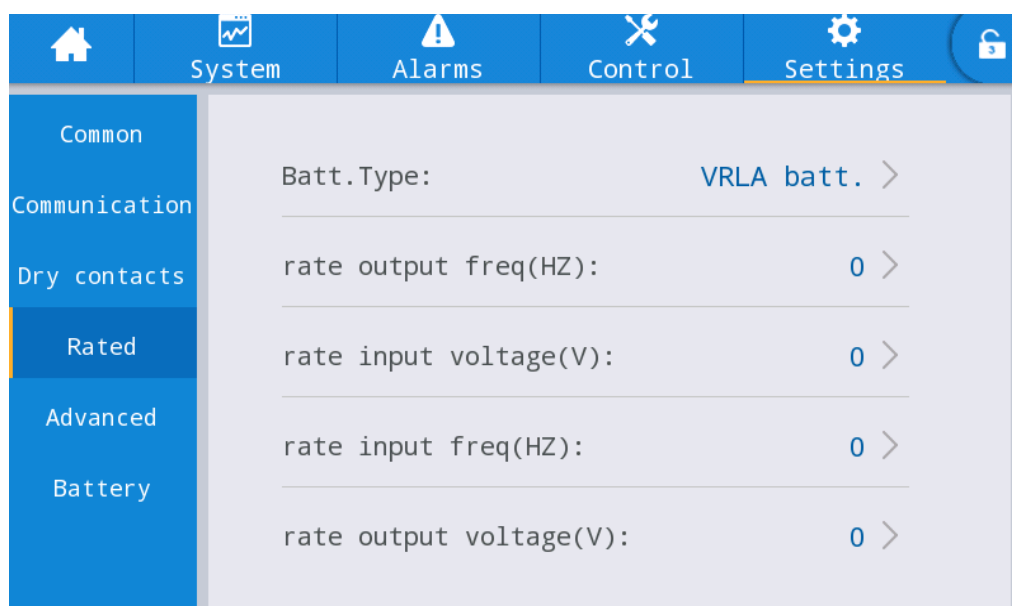 System
Alarms
Control
Settings
3
Common
Communication
Dry contacts
Rated
Advanced
Battery
Batt.Type: VRLA batt.
rate output freq(HZ): 0
rate input voltage(V): 0
rate input freq(HZ): 0
rate output voltage(V): 0